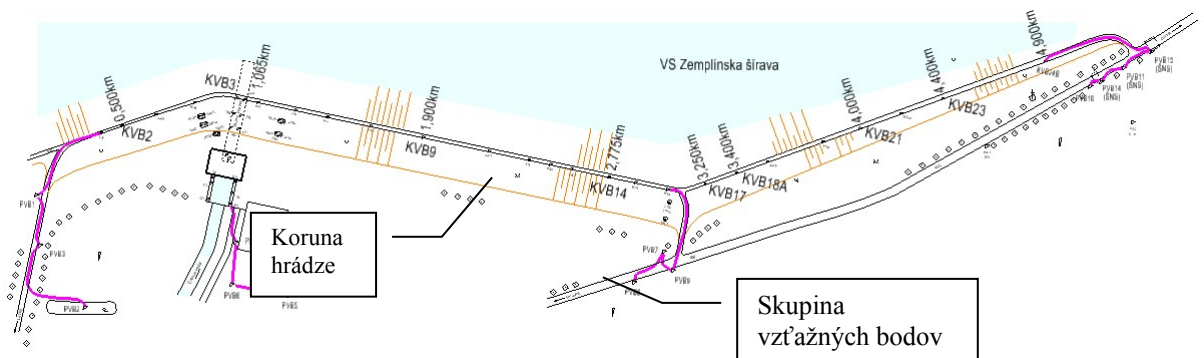 VS Zemplínska šírava
0,500km
KVB2
KVB3
1,065km
1,900km
KVB9
2,775km
KVB14
3,250km
KVB17
3,400km
KVB18A
4,000km
KVB21
4,400km
KVB23
4,900km
PVB15
(ŠNS)
PVB11
(ŠNS)
PVB14
(ŠNS)
PVB1
PVB3
PVB2
PVB6
PVB5
PVB7
PVB9
Koruna
hrádze
Skupina
vzťažných bodov